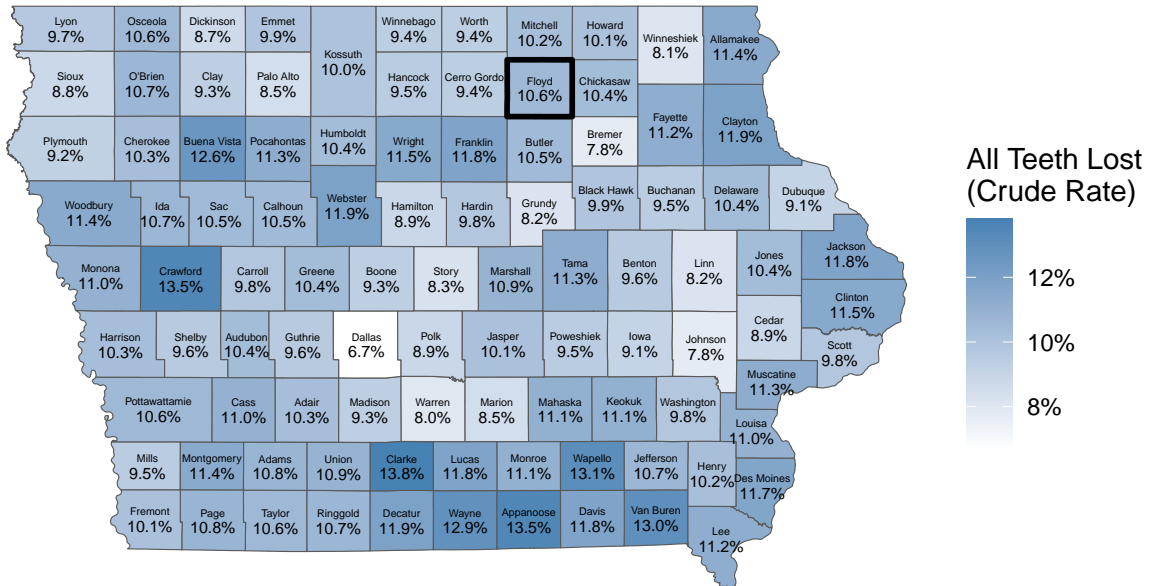 Lyon
9.7%
Osceola
10.6%
Dickinson
8.7%
Emmet
9.9%
Kossuth
10.0%
Winnebago
9.4%
Worth
9.4%
Mitchell
10.2%
Howard
10.1%
Winneshiek
8.1%
Allamakee
11.4%
Sioux
8.8%
O'Brien
10.7%
Clay
9.3%
Palo Alto
8.5%
Hancock
9.5%
Cerro Gordo
9.4%
Floyd
10.6%
Chickasaw
10.4%
Fayette
11.2%
Clayton
11.9%
Plymouth
9.2%
Cherokee
10.3%
Buena Vista
12.6%
Pocahontas
11.3%
Humboldt
10.4%
Wright
11.5%
Franklin
11.8%
Butler
10.5%
Bremer
7.8%
Woodbury
11.4%
Ida
10.7%
Sac
10.5%
Calhoun
10.5%
Webster
11.9%
Hamilton
8.9%
Hardin
9.8%
Grundy
8.2%
Black Hawk
9.9%
Buchanan
9.5%
Delaware
10.4%
Dubuque
9.1%
Monona
11.0%
Crawford
13.5%
Carroll
9.8%
Greene
10.4%
Boone
9.3%
Story
8.3%
Marshall
10.9%
Tama
11.3%
Benton
9.6%
Linn
8.2%
Jones
10.4%
Jackson
11.8%
Clinton
11.5%
Harrison
10.3%
Shelby
9.6%
Audubon
10.4%
Guthrie
9.6%
Dallas
6.7%
Polk
8.9%
Jasper
10.1%
Poweshiek
9.5%
Iowa
9.1%
Johnson
7.8%
Cedar
8.9%
Scott
9.8%
Muscatine
11.3%
Pottawattamie
10.6%
Cass
11.0%
Adair
10.3%
Madison
9.3%
Warren
8.0%
Marion
8.5%
Mahaska
11.1%
Keokuk
11.1%
Washington
9.8%
Louisa
11.0%
Mills
9.5%
Montgomery
11.4%
Adams
10.8%
Union
10.9%
Clarke
13.8%
Lucas
11.8%
Monroe
11.1%
Wapello
13.1%
Jefferson
10.7%
Henry
10.2%
Des Moines
11.7%
Fremont
10.1%
Page
10.8%
Taylor
10.6%
Ringgold
10.7%
Decatur
11.9%
Wayne
12.9%
Appanoose
13.5%
Davis
11.8%
Van Buren
13.0%
Lee
11.2%
All Teeth Lost
(Crude Rate)
12%
10%
8%